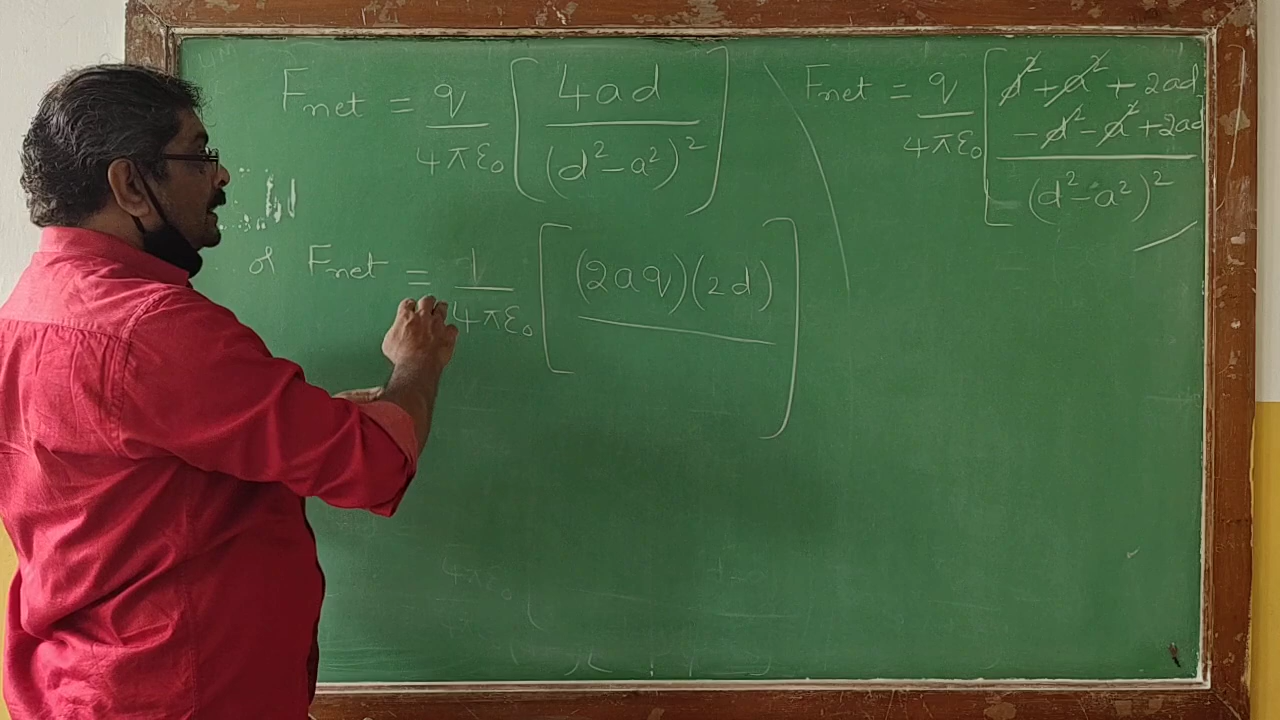 Fnet = q/4πε₀ [ 4ad / (d²-a²)² ]
or Fnet = 1/4πε₀ [ (2aq)(2d) ]
Fnet = q/4πε₀ [ d² + a² + 2ad
- d² - a² + 2ad / (d²-a²)² ]
4πε₀